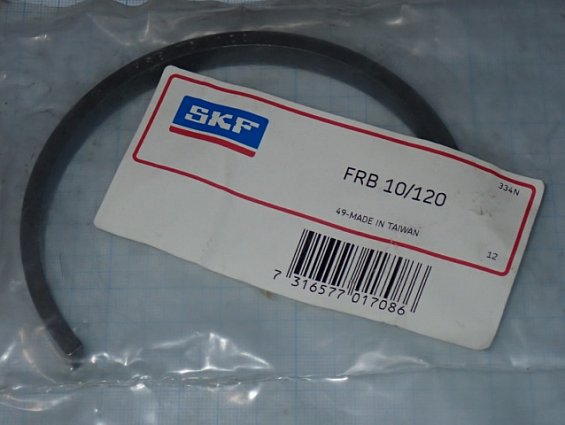 SKF
FRB 10/120
334N
49-MADE IN TAIWAN
12
7 316577 017086